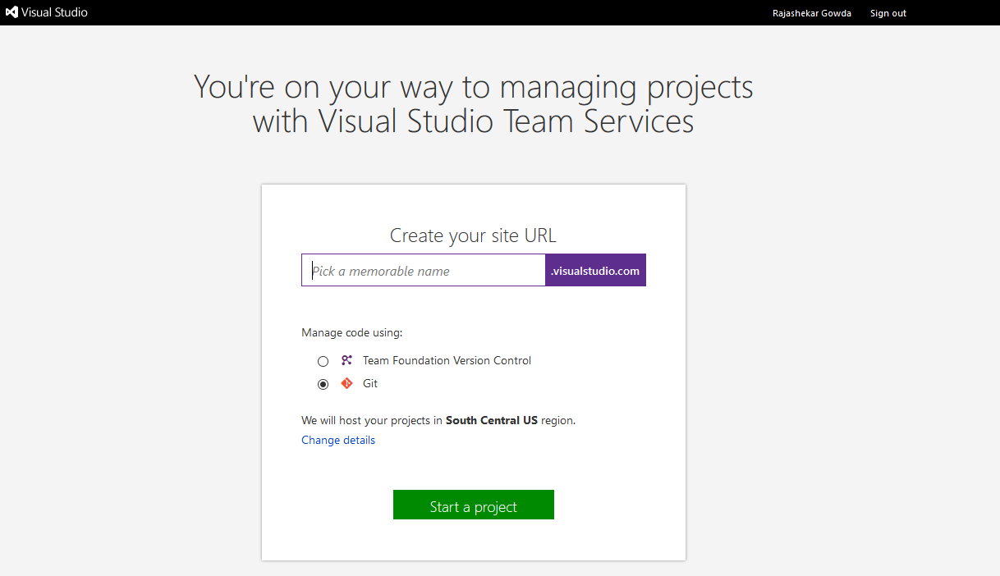 Visual Studio
Rajashekar Gowda Sign out
You're on your way to managing projects
with Visual Studio Team Services
Create your site URL
Pick a memorable name .visualstudio.com
Manage code using:
Team Foundation Version Control
Git
We will host your projects in South Central US region.
Change details
Start a project